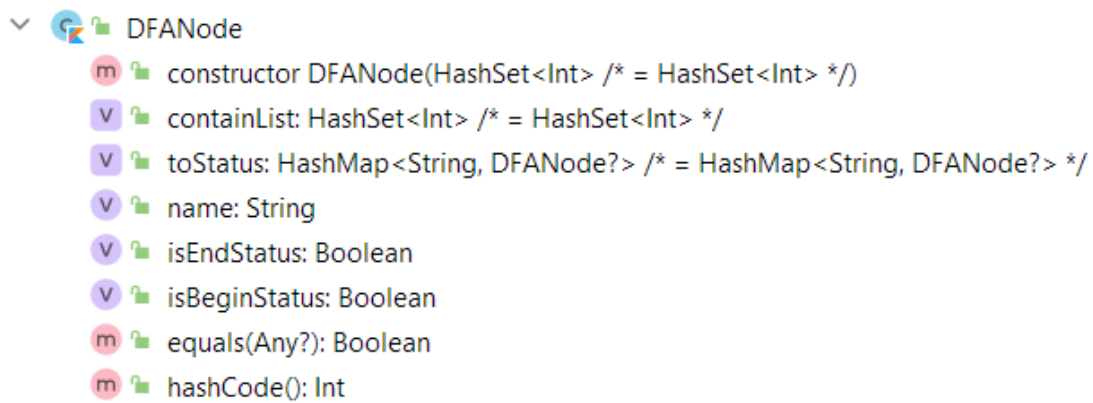 DFANode
m constructor DFANode(HashSet<Int> /* = HashSet<Int> */)
V containList: HashSet<Int> /* = HashSet<Int> */
V toStatus: HashMap<String, DFANode?> /* = HashMap<String, DFANode?> */
V name: String
V isEndStatus: Boolean
V isBeginStatus: Boolean
m equals(Any?): Boolean
m hashCode(): Int